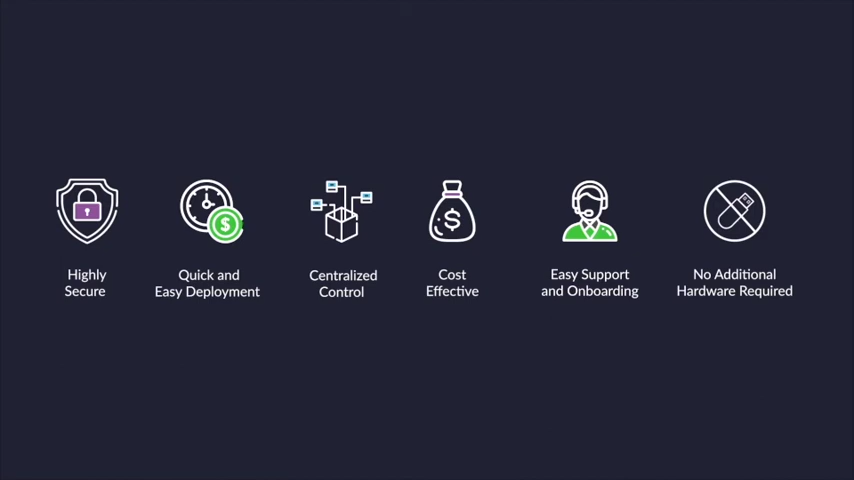 Highly
Secure
Quick and
Easy Deployment
Centralized
Control
Cost
Effective
Easy Support
and Onboarding
No Additional
Hardware Required